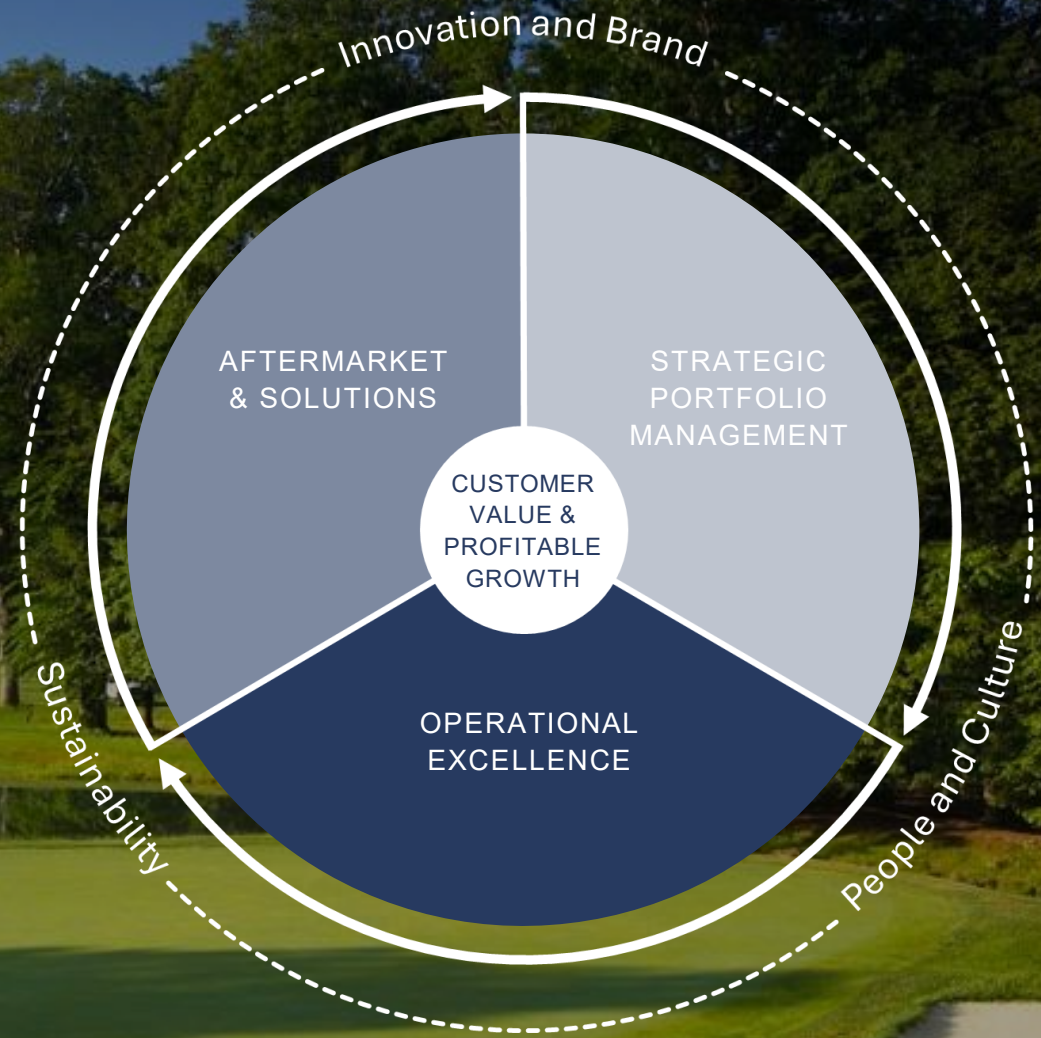 Innovation and Brand
AFTERMARKET
& SOLUTIONS
STRATEGIC
PORTFOLIO
MANAGEMENT
CUSTOMER
VALUE &
PROFITABLE
GROWTH
OPERATIONAL
EXCELLENCE
Sustainability
People and Culture